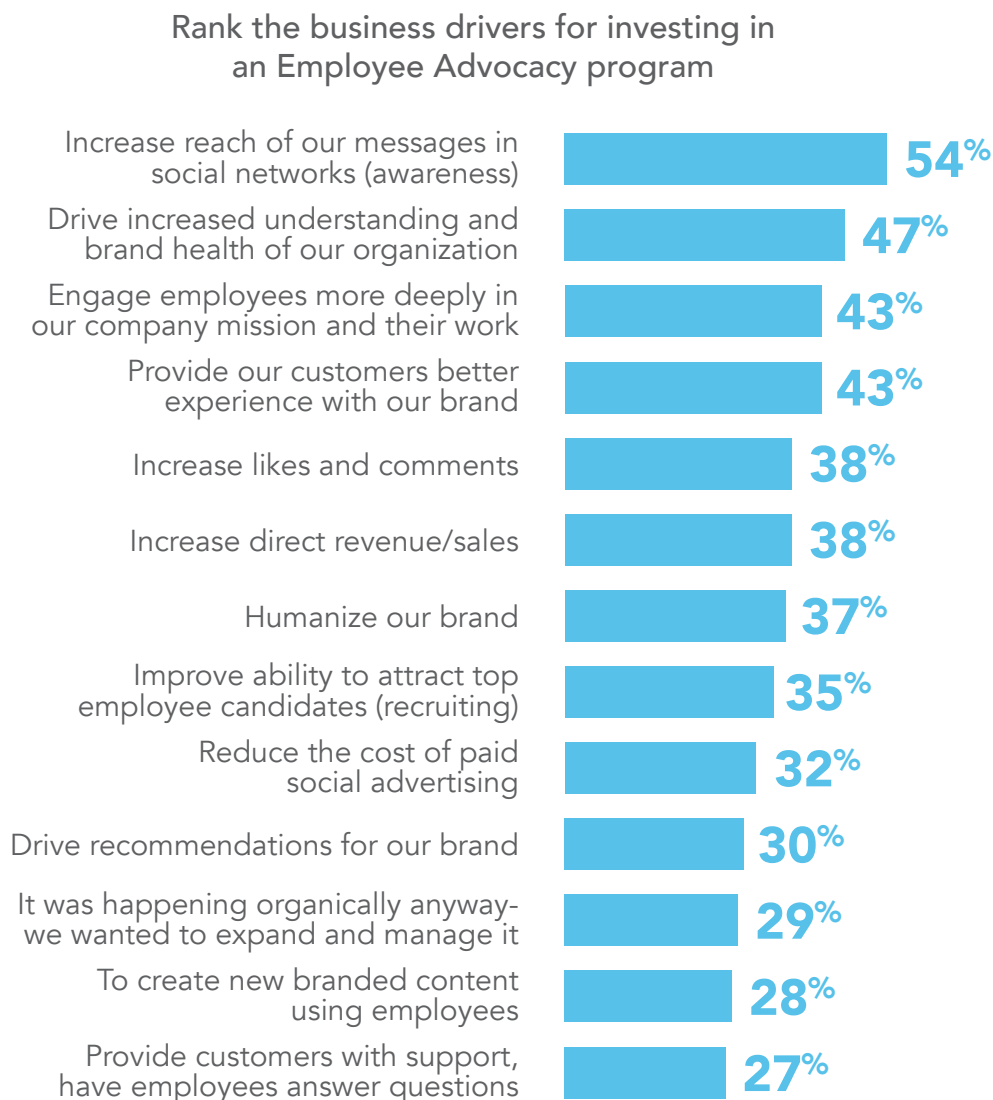 Rank the business drivers for investing in
an Employee Advocacy program
Increase reach of our messages in
social networks (awareness)
54%
Drive increased understanding and
brand health of our organization
47%
Engage employees more deeply in
our company mission and their work
43%
Provide our customers better
experience with our brand
43%
Increase likes and comments
38%
Increase direct revenue/sales
38%
Humanize our brand
37%
Improve ability to attract top
employee candidates (recruiting)
35%
Reduce the cost of paid
social advertising
32%
Drive recommendations for our brand
30%
It was happening organically anyway-
we wanted to expand and manage it
29%
To create new branded content
using employees
28%
Provide customers with support,
have employees answer questions
27%